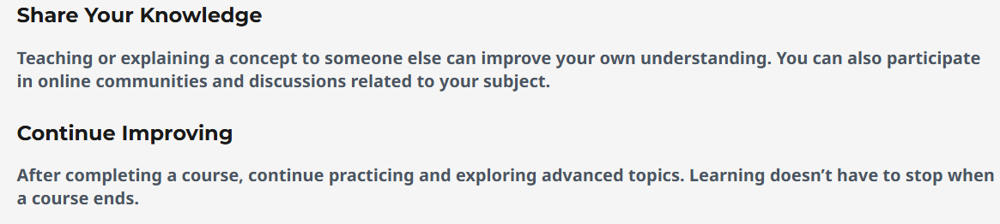 Share Your Knowledge
Teaching or explaining a concept to someone else can improve your own understanding. You can also participate
in online communities and discussions related to your subject.
Continue Improving
After completing a course, continue practicing and exploring advanced topics. Learning doesn’t have to stop when
a course ends.